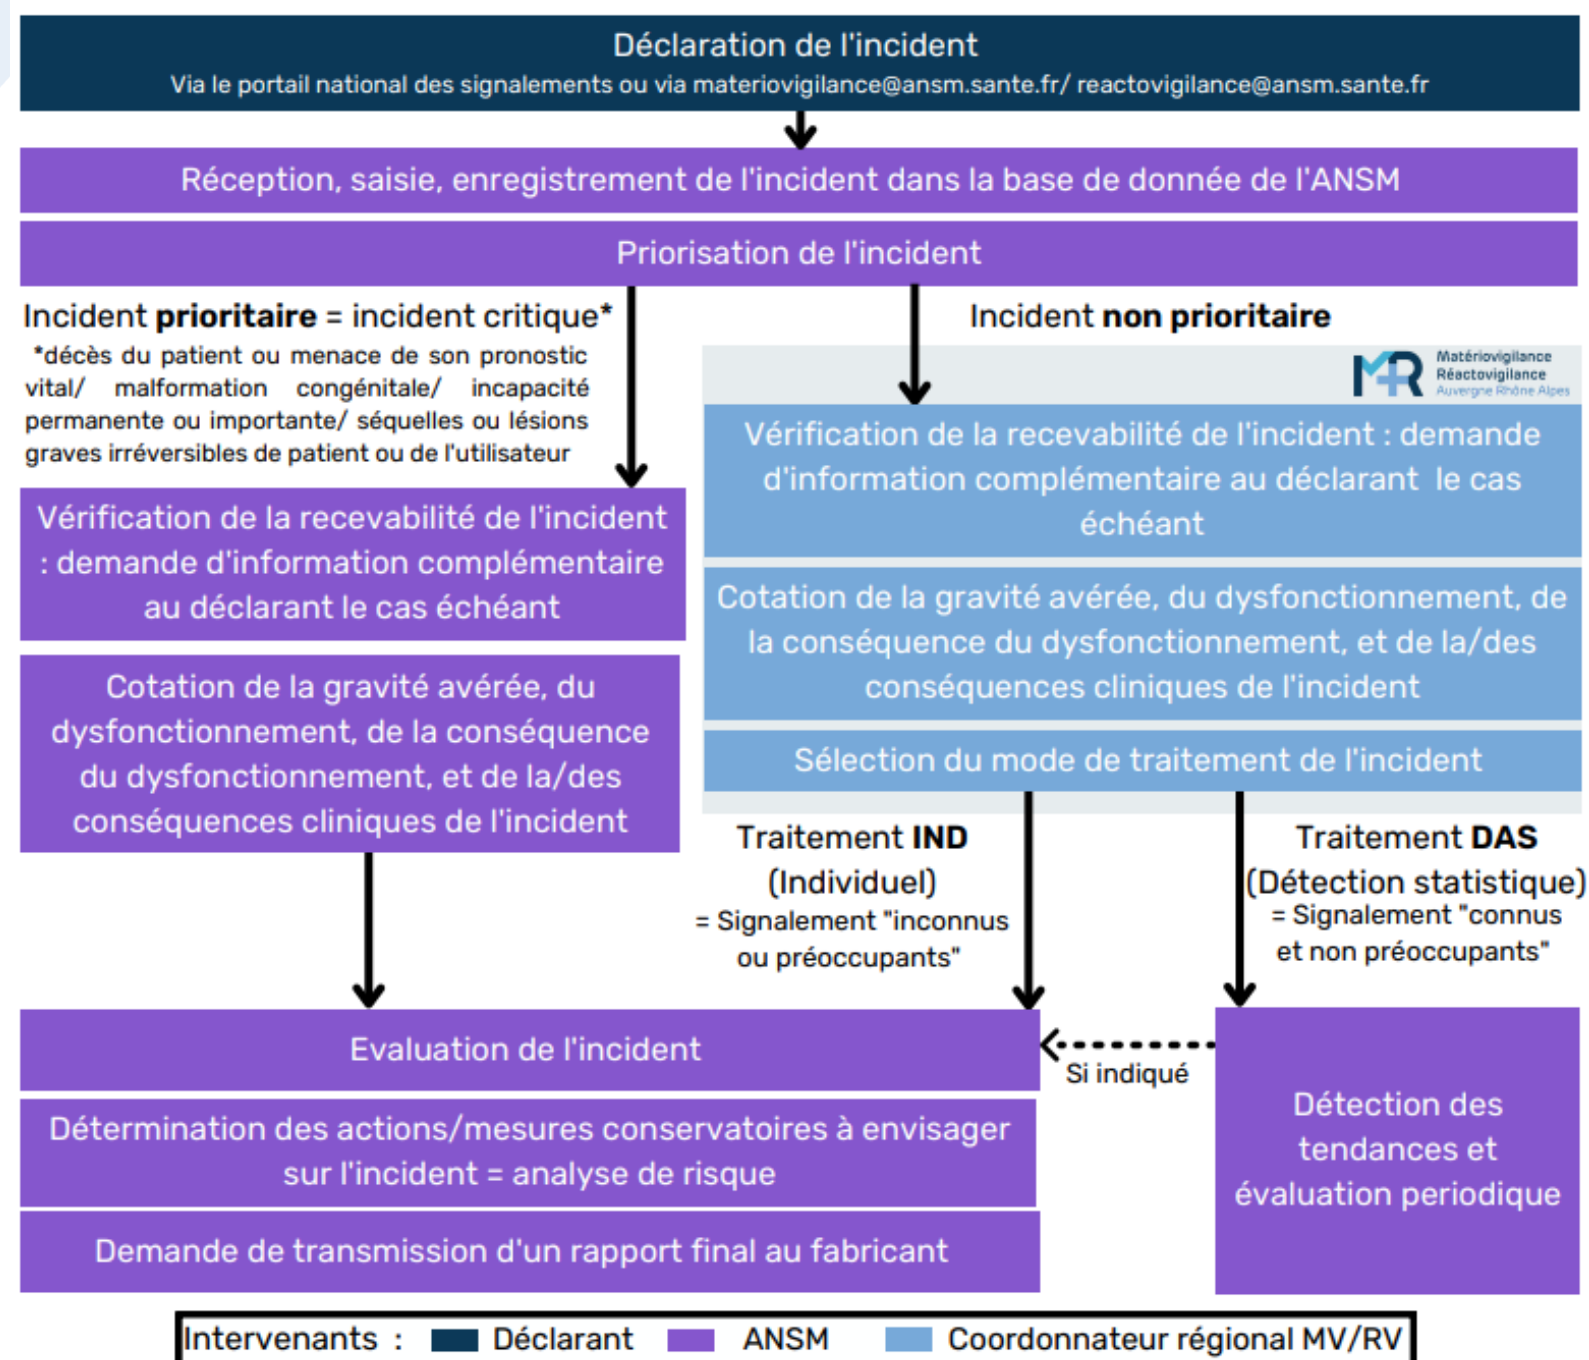 Déclaration de l'incident
Via le portail national des signalements ou via materiovigilance@ansm.sante.fr/ reactovigilance@ansm.sante.fr
Réception, saisie, enregistrement de l'incident dans la base de donnée de l'ANSM
Priorisation de l'incident
Incident prioritaire = incident critique*
*décès du patient ou menace de son pronostic
vital/ malformation congénitale/ incapacité
permanente ou importante/ séquelles ou lésions
graves irréversibles de patient ou de l'utilisateur
Vérification de la recevabilité de l'incident
: demande d'information complémentaire
au déclarant le cas échéant
Cotation de la gravité avérée, du
dysfonctionnement, de la conséquence
du dysfonctionnement, et de la/des
conséquences cliniques de l'incident
Incident non prioritaire
MR
Matériovigilance
Réactovigilance
Auvergne Rhône Alpes
Vérification de la recevabilité de l'incident : demande
d'information complémentaire au déclarant le cas
échéant
Cotation de la gravité avérée, du dysfonctionnement, de
la conséquence du dysfonctionnement, et de la/des
conséquences cliniques de l'incident
Sélection du mode de traitement de l'incident
Traitement IND
(Individuel)
= Signalement "inconnus
ou préoccupants"
Traitement DAS
(Détection statistique)
= Signalement "connus
et non préoccupants"
Evaluation de l'incident
Si indiqué
Détermination des actions/mesures conservatoires à envisager
sur l'incident = analyse de risque
Demande de transmission d'un rapport final au fabricant
Détection des
tendances et
évaluation periodique
Intervenants : Déclarant ANSM Coordonnateur régional MV/RV